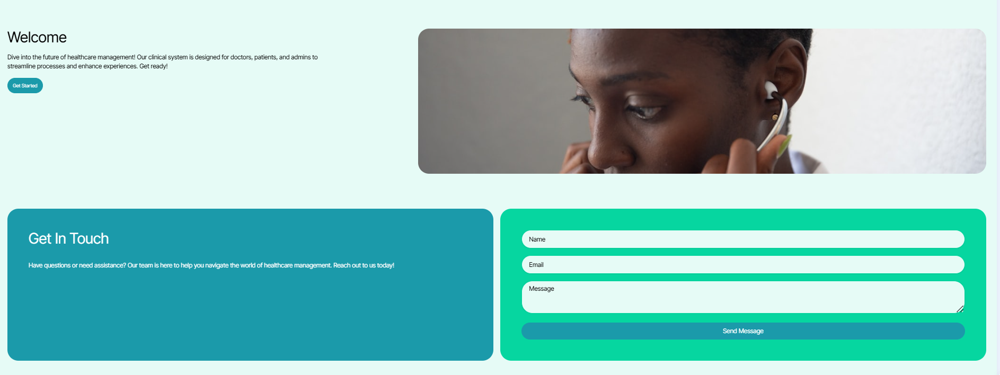 Welcome
Dive into the future of healthcare management! Our clinical system is designed for doctors, patients, and admins to
streamline processes and enhance experiences. Get ready!
Get Started
Get In Touch
Have questions or need assistance? Our team is here to help you navigate the world of healthcare management. Reach out to us today!
Name
Email
Message
Send Message